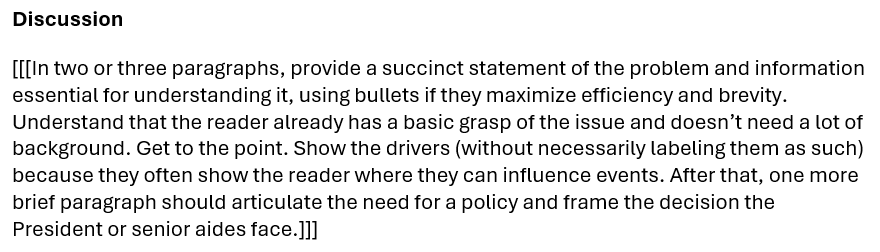 Discussion
[[[In two or three paragraphs, provide a succinct statement of the problem and information
essential for understanding it, using bullets if they maximize efficiency and brevity.
Understand that the reader already has a basic grasp of the issue and doesn’t need a lot of
background. Get to the point. Show the drivers (without necessarily labeling them as such)
because they often show the reader where they can influence events. After that, one more
brief paragraph should articulate the need for a policy and frame the decision the
President or senior aides face.]]]